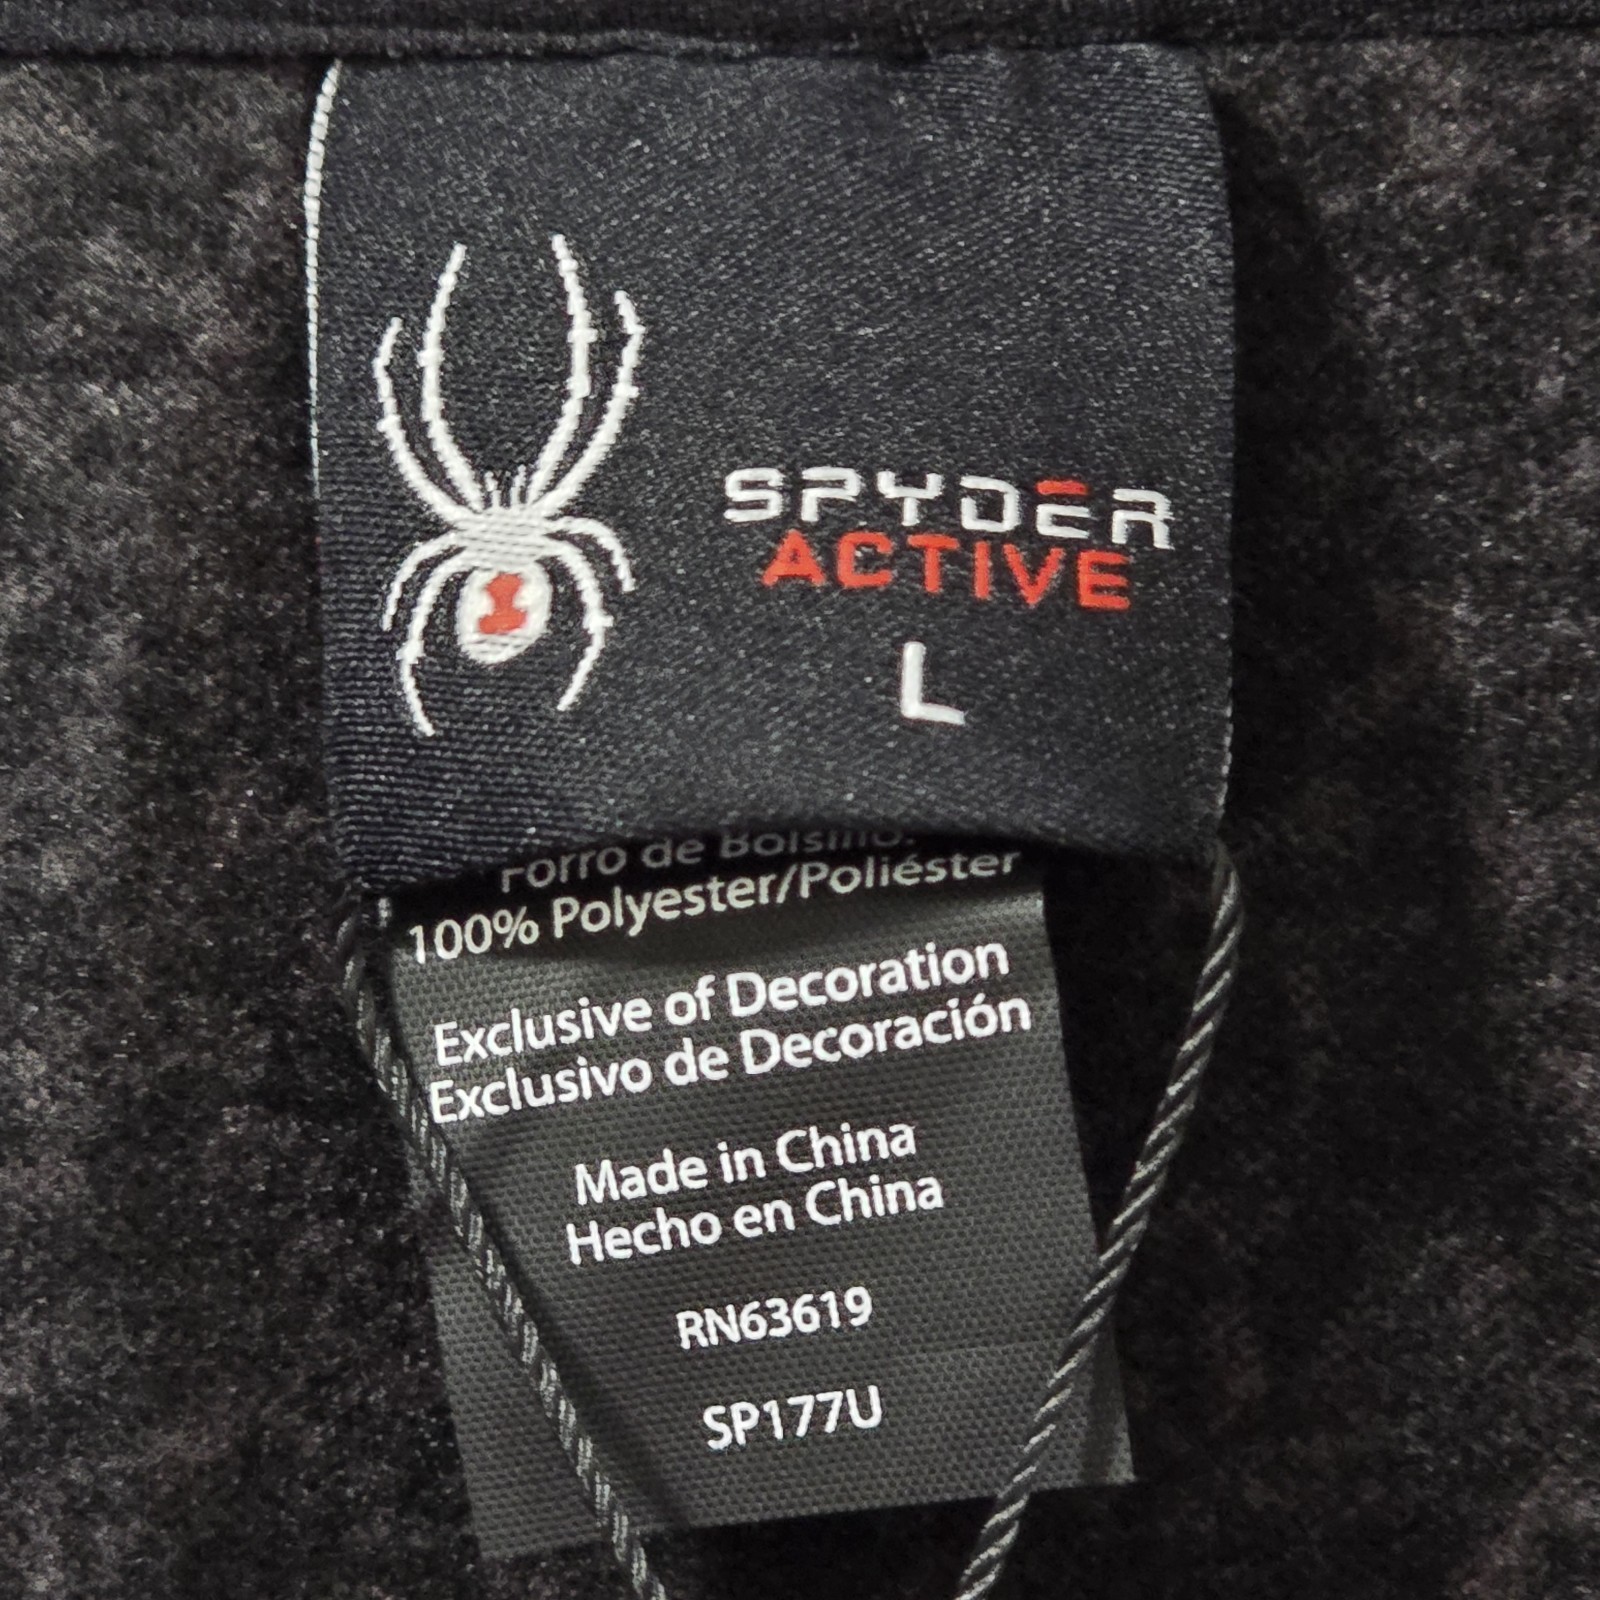 SPYDER
ACTIVE
L
Forro de Bolsillo:
100% Polyester/Poliéster
Exclusive of Decoration
Exclusivo de Decoración
Made in China
Hecho en China
RN63619
SP177U